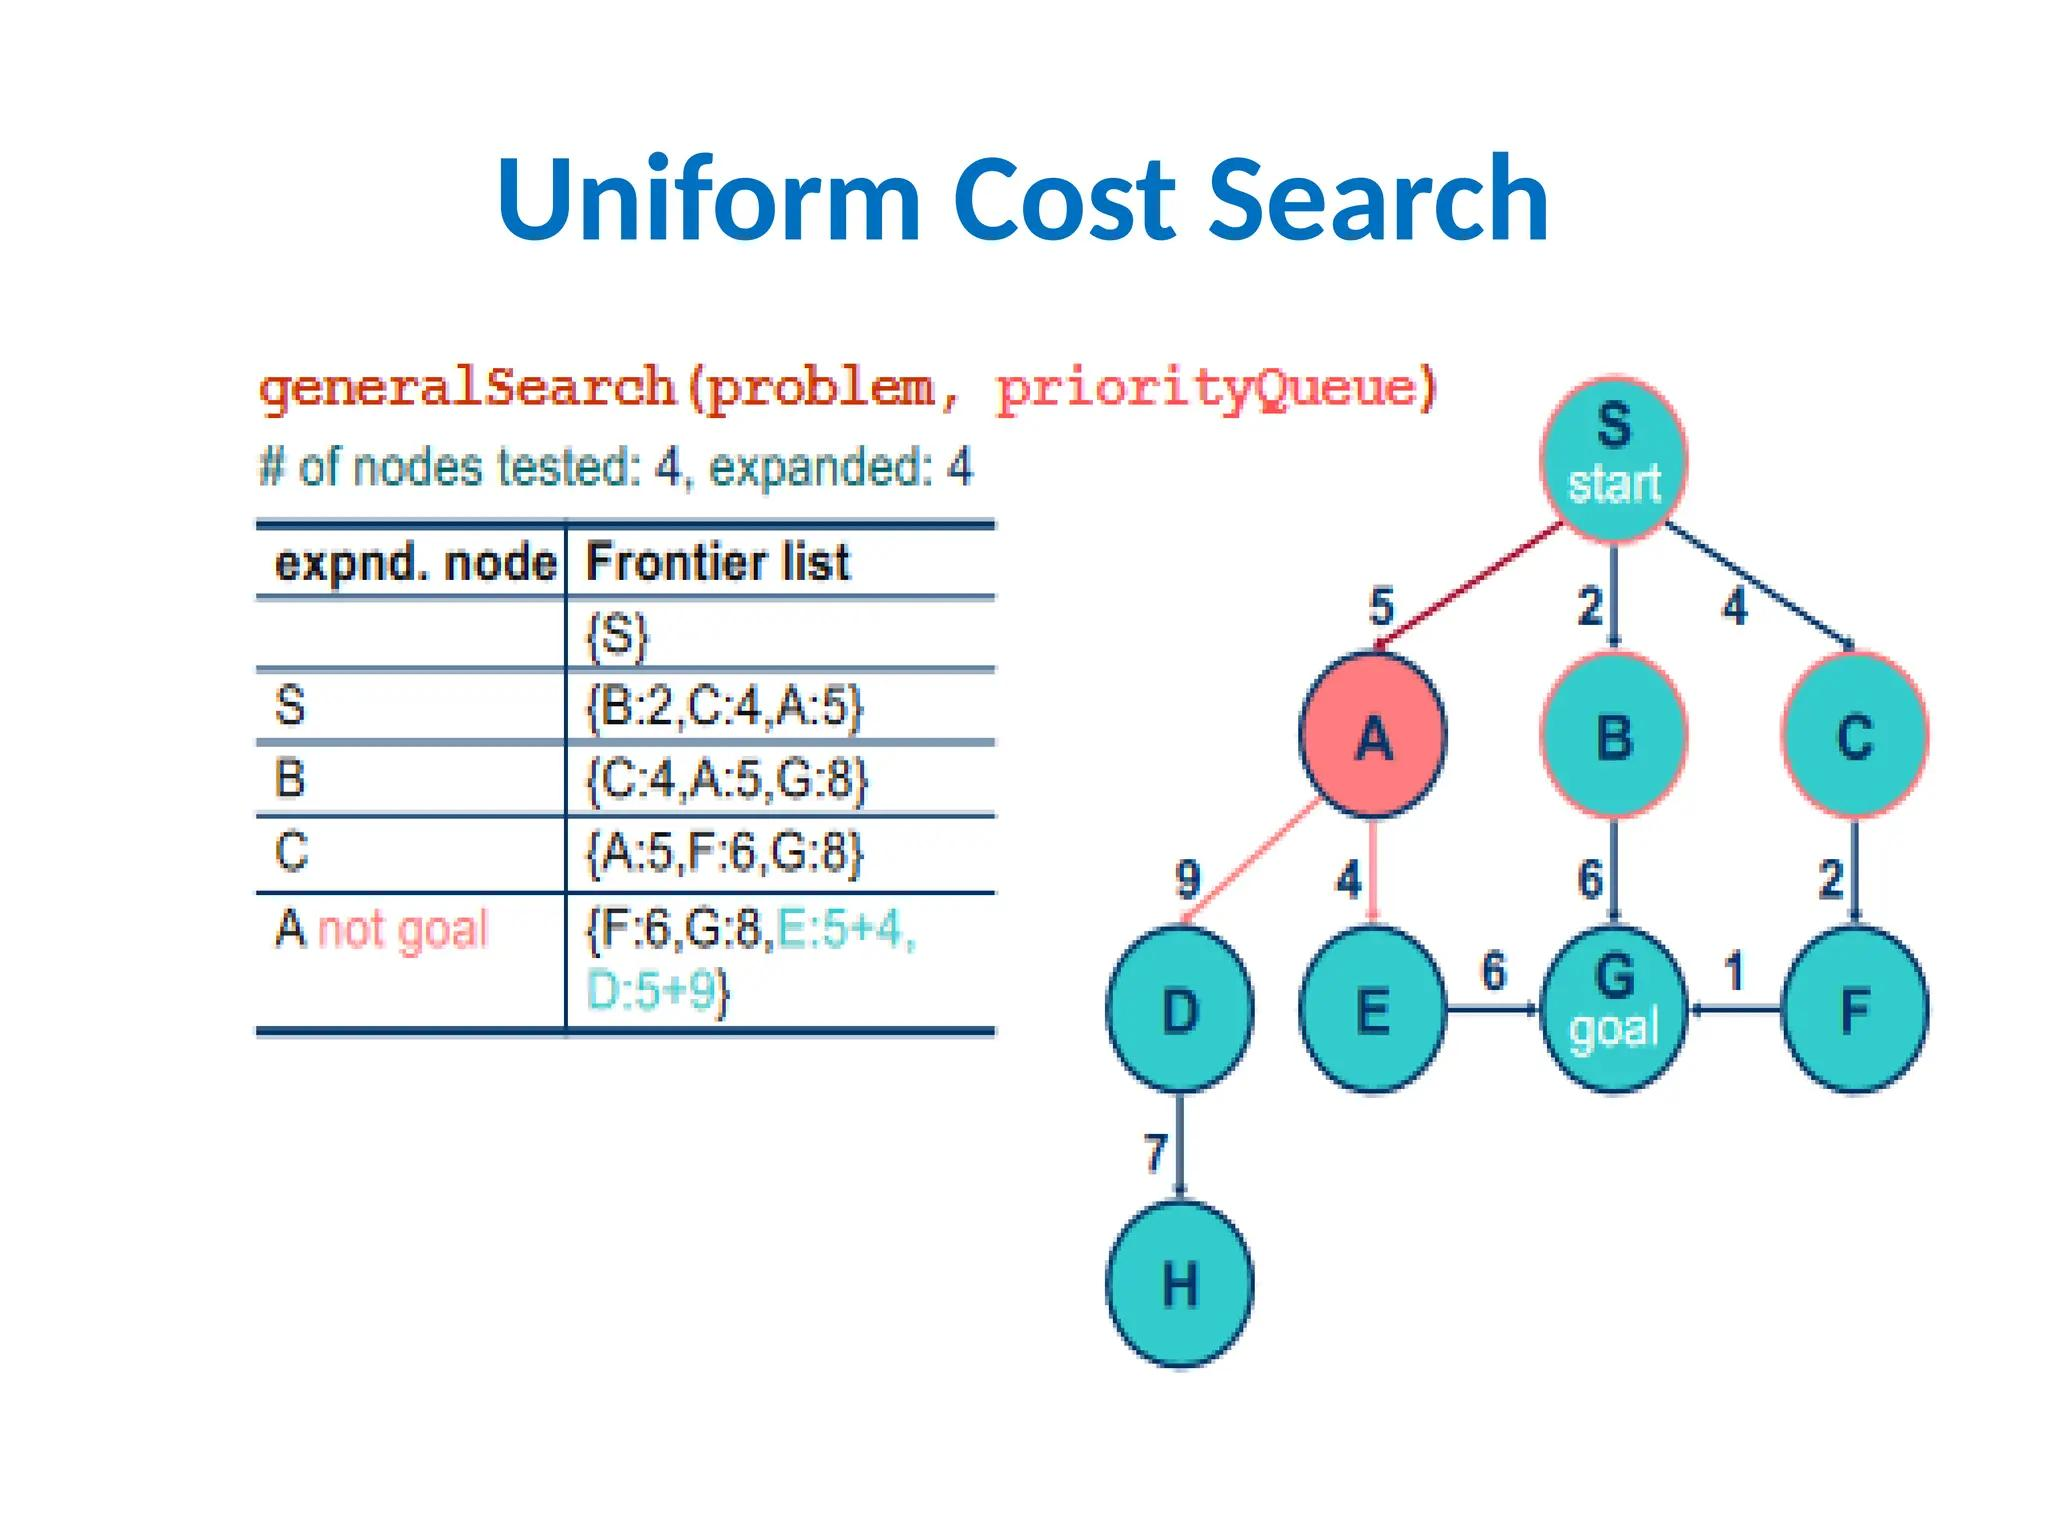 Uniform Cost Search
generalSearch(problem, priorityQueue)
# of nodes tested: 4, expanded: 4
expnd. node Frontier list
{S}
S {B:2,C:4,A:5}
B {C:4,A:5,G:8}
C {A:5,F:6,G:8}
A not goal {F:6,G:8,E:5+4,
D:5+9}
S
start
5 2 4
A B C
9 4 6 2
D E G F
goal
6 1
7
H